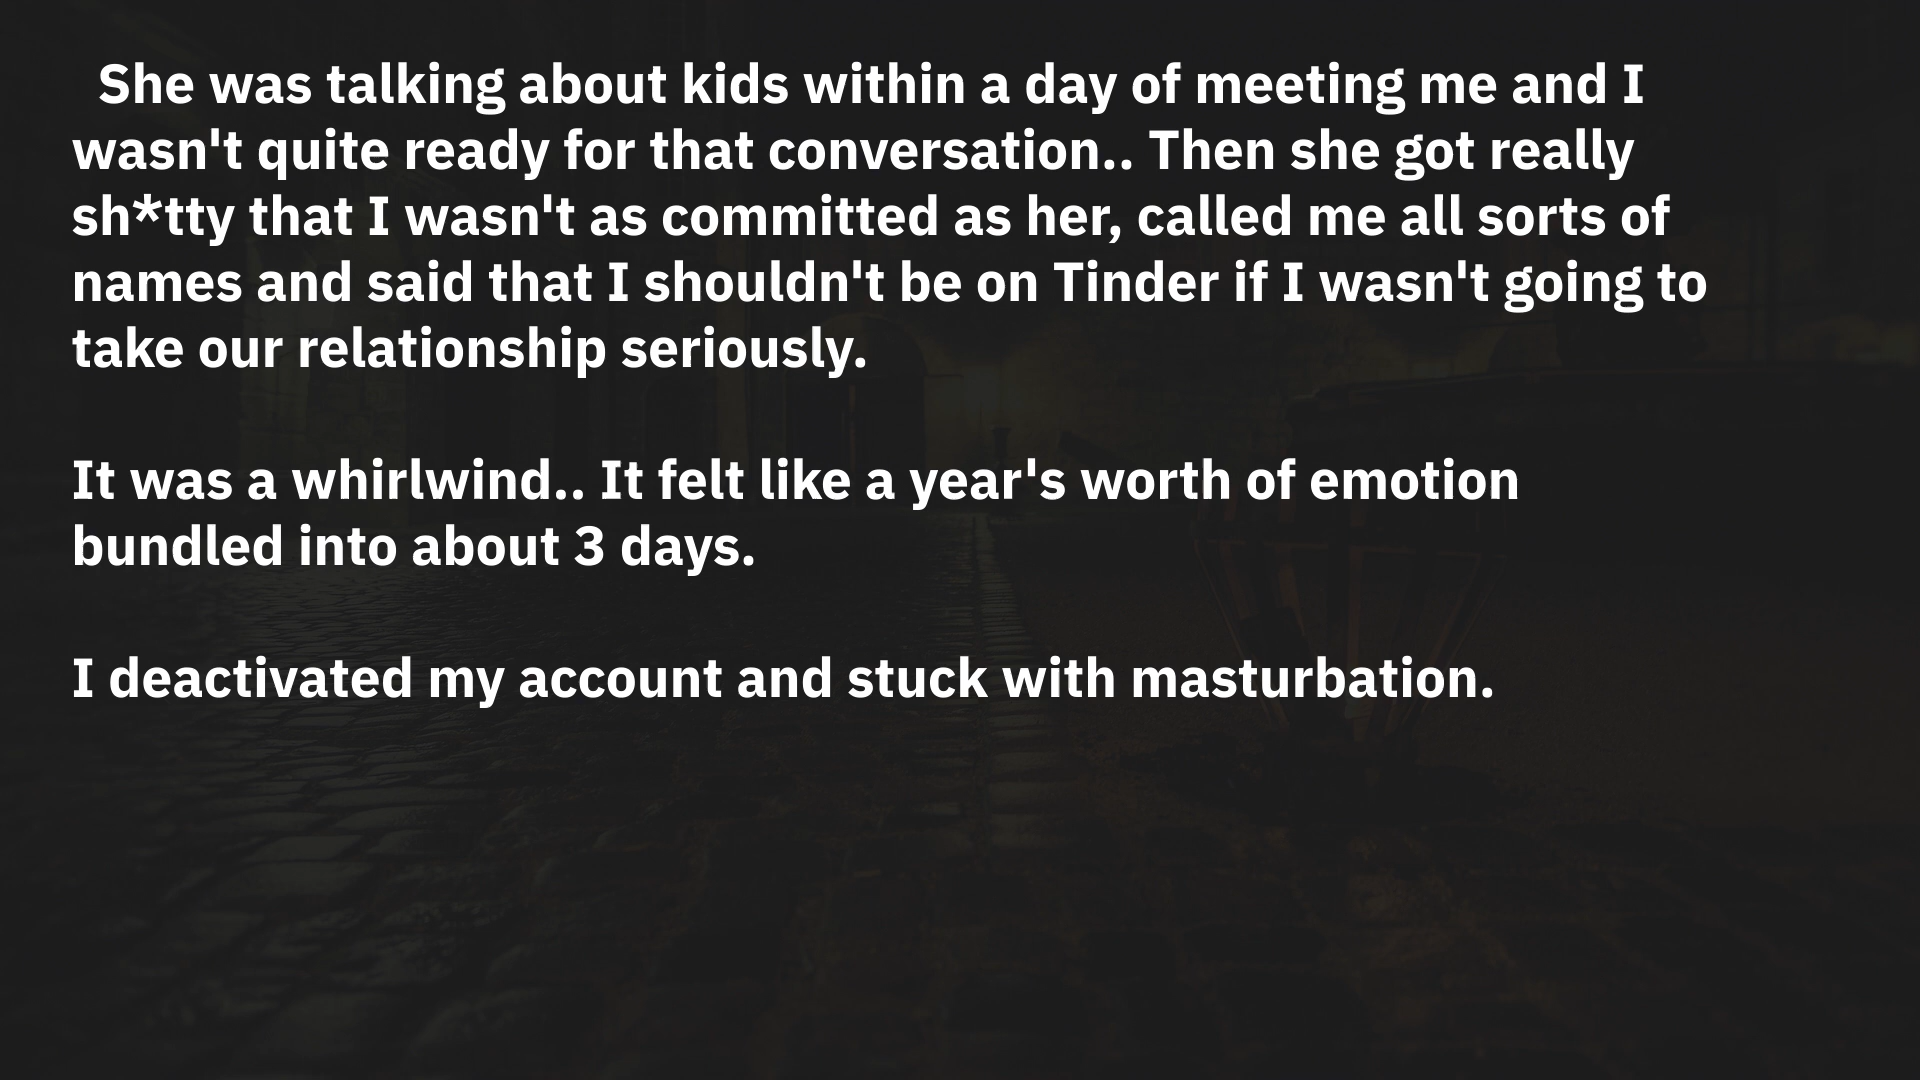 She was talking about kids within a day of meeting me and I
wasn't quite ready for that conversation.. Then she got really
sh*tty that I wasn't as committed as her, called me all sorts of
names and said that I shouldn't be on Tinder if I wasn't going to
take our relationship seriously.
It was a whirlwind.. It felt like a year's worth of emotion
bundled into about 3 days.
I deactivated my account and stuck with masturbation.